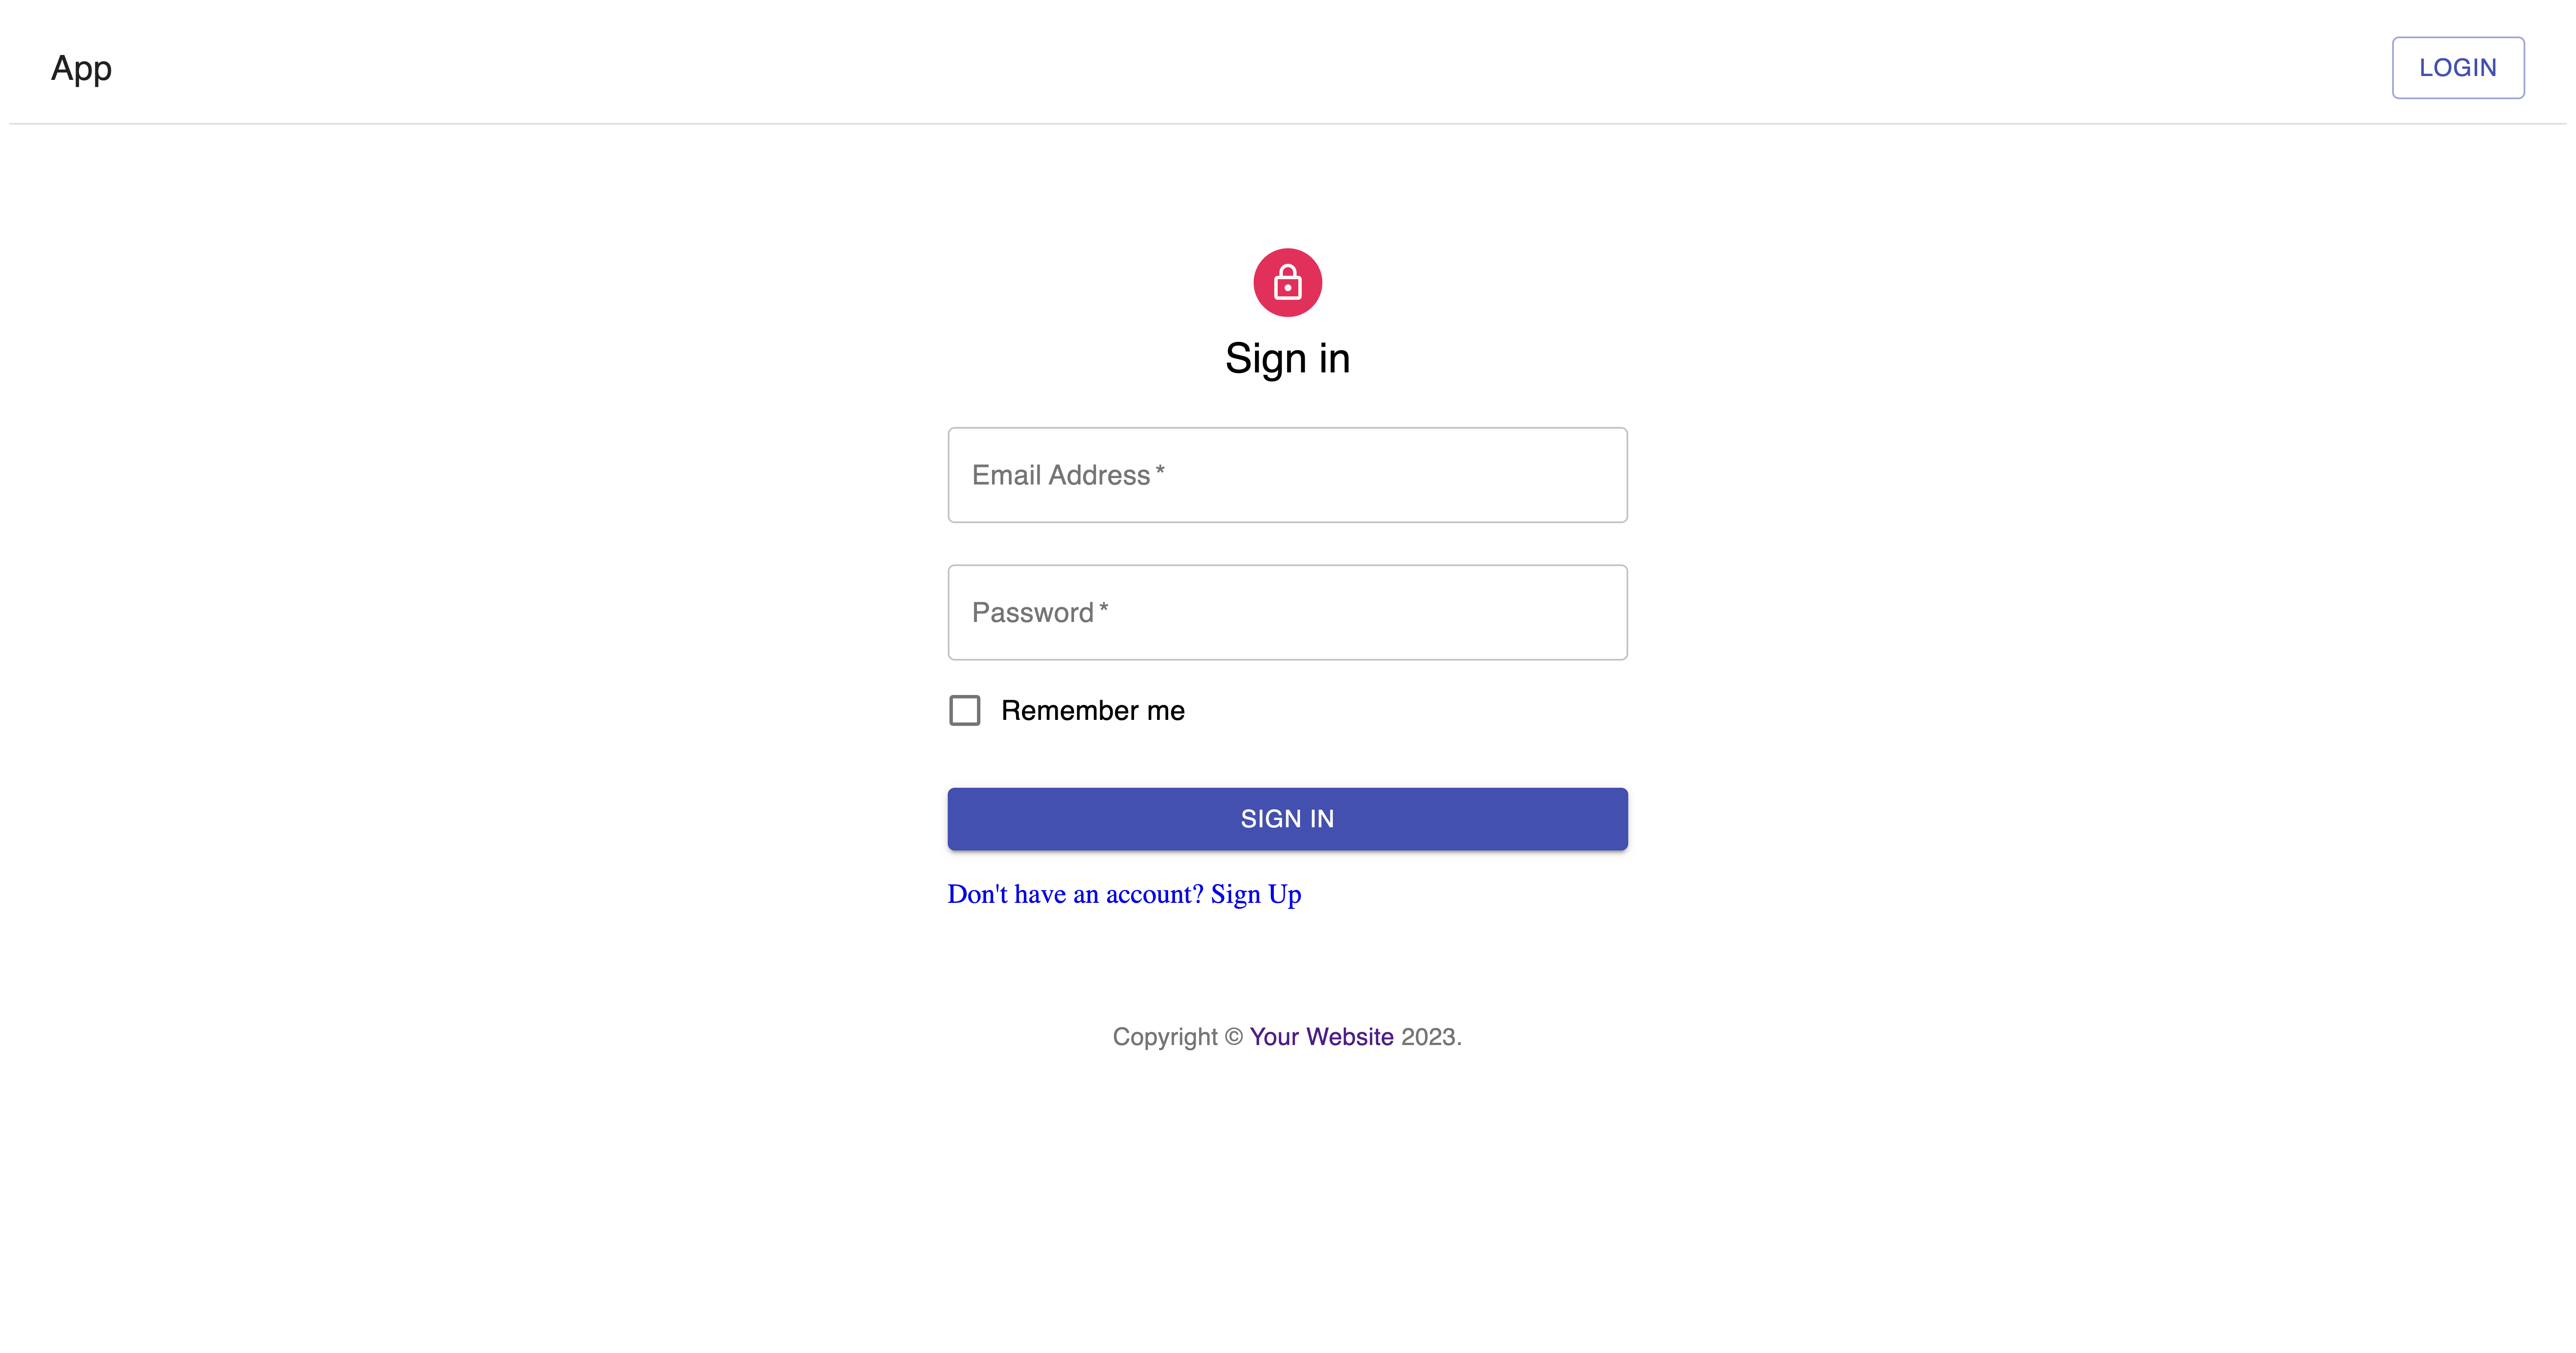 App
LOGIN
Sign in
Email Address *
Password *
Remember me
SIGN IN
Don't have an account? Sign Up
Copyright © Your Website 2023.